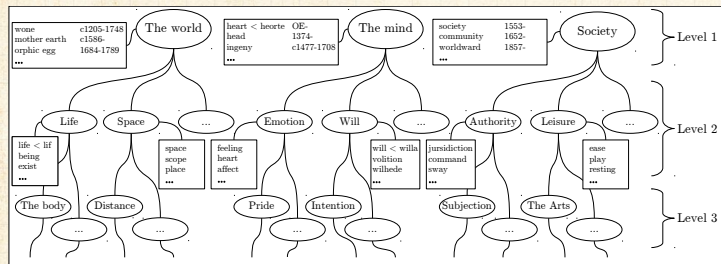 wone c1205-1748
mother earth c1586-
orphic egg 1684-1789
...
The world
heart < heorte OE-
head 1374-
ingeny c1477-1708
...
The mind
society 1553-
community 1652-
worldward 1857-
...
Society
Level 1
Life
Space
...
Emotion
Will
...
Authority
Leisure
...
Level 2
life < lif
being
exist
...
space
scope
place
...
feeling
heart
affect
...
will < willa
volition
wilhede
...
jursidiction
command
sway
...
ease
play
resting
...
The body
Distance
Pride
Intention
Subjection
The Arts
Level 3
...
...
...
...
...
...